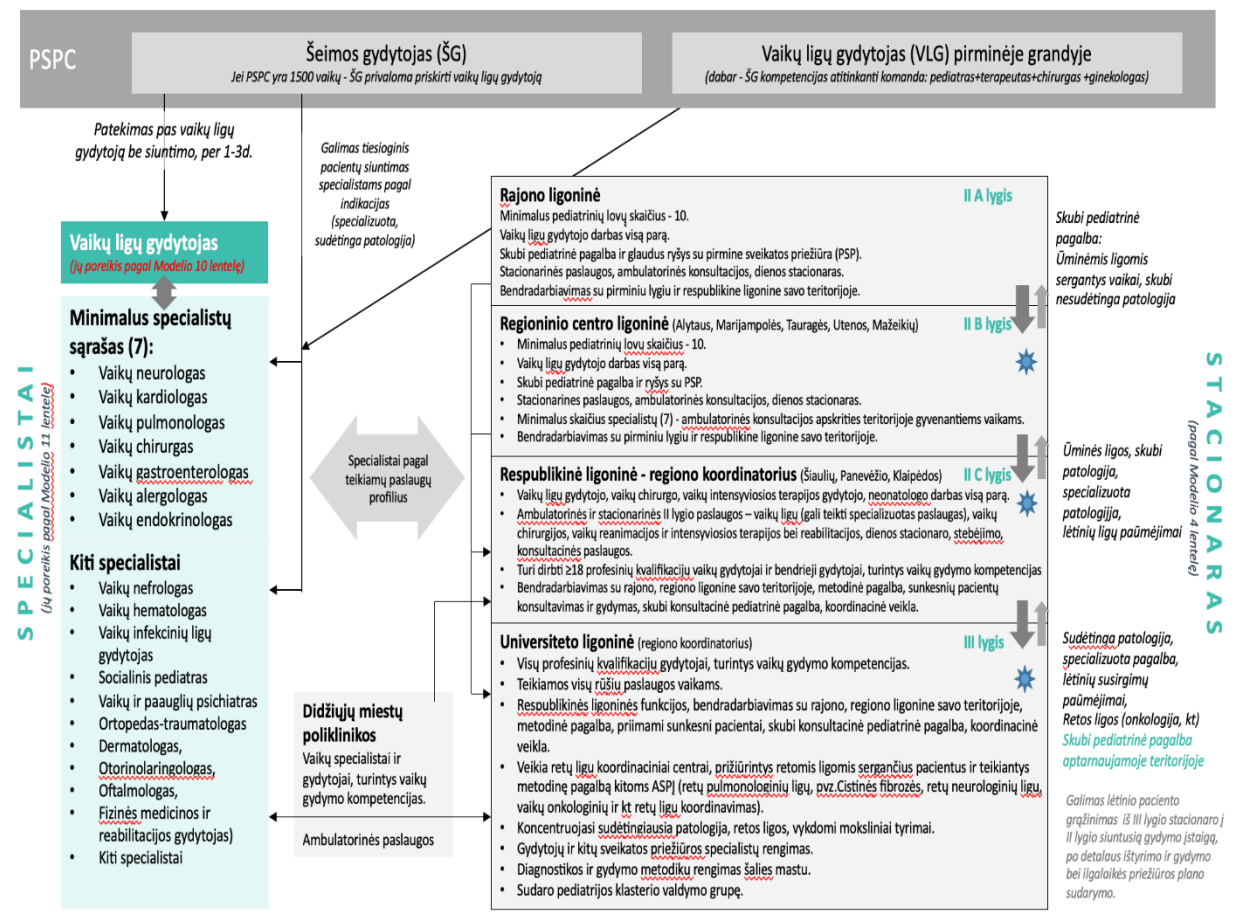 PSPC
Šeimos gydytojas (ŠG)
Jei PSPC yra 1500 vaikų - ŠG privaloma priskirti vaikų ligų gydytoją
Vaikų ligų gydytojas (VLG) pirminėje grandyje
(dabar - ŠG kompetencijas atitinkanti komanda: pediatras+terapeutas+chirurgas +ginekologas)
Patekimas pas vaikų ligų
gydytoją be siuntimo, per 1-3d.
Galimas tiesioginis
pacientų siuntimas
specialistams pagal
indikacijas
(specializuota,
sudėtinga patologija)
SPECIALISTAI
(jų poreikis pagal Modelio 11 lentelę)
Vaikų ligų gydytojas
(jų poreikis pagal Modelio 10 lentelę)
Minimalus specialistų
sąrašas (7):
• Vaikų neurologas
• Vaikų kardiologas
• Vaikų pulmonologas
• Vaikų chirurgas
• Vaikų gastroenterologas
• Vaikų alergologas
• Vaikų endokrinologas
Kiti specialistai
• Vaikų nefrologas
• Vaikų hematologas
• Vaikų infekcinių ligų
gydytojas
• Socialinis pediatras
• Vaikų ir paauglių psichiatras
• Ortopedas-traumatologas
• Dermatologas,
• Otorinolaringologas,
• Oftalmologas,
• Fizinės medicinos ir
reabilitacijos gydytojas)
• Kiti specialistai
Specialistai pagal
teikiamų paslaugų
profilius
Didžiųjų miestų
poliklinikos
Vaikų specialistai ir
gydytojai, turintys vaikų
gydymo kompetencijas.
Ambulatorinės paslaugos
Rajono ligoninė II A lygis
Minimalus pediatrinių lovų skaičius - 10.
Vaikų ligų gydytojo darbas visą parą.
Skubi pediatrinė pagalba ir glaudus ryšys su pirmine sveikatos priežiūra (PSP).
Stacionarinės paslaugos, ambulatorinės konsultacijos, dienos stacionaras.
Bendradarbiavimas su pirminiu lygiu ir respublikine ligonine savo teritorijoje.
Regioninio centro ligoninė (Alytaus, Marijampolės, Tauragės, Utenos, Mažeikių) II B lygis
• Minimalus pediatrinių lovų skaičius - 10.
• Vaikų ligų gydytojo darbas visą parą.
• Skubi pediatrinė pagalba ir ryšys su PSP.
• Stacionarines paslaugos, ambulatorinės konsultacijos, dienos stacionaras.
• Minimalus skaičius specialistų (7) - ambulatorinės konsultacijos apskrities teritorijoje gyvenantiems vaikams.
• Bendradarbiavimas su pirminiu lygiu ir respublikine ligonine savo teritorijoje.
Respublikinė ligoninė - regiono koordinatorius (Šiaulių, Panevėžio, Klaipėdos) II C lygis
• Vaikų ligų gydytojo, vaikų chirurgo, vaikų intensyviosios terapijos gydytojo, neonatologo darbas visą parą.
• Ambulatorinės ir stacionarinės II lygio paslaugos – vaikų ligų (gali teikti specializuotas paslaugas), vaikų
chirurgijos, vaikų reanimacijos ir intensyviosios terapijos bei reabilitacijos, dienos stacionaro, stebėjimo,
konsultacinės paslaugos.
• Turi dirbti ≥18 profesinių kvalifikacijų vaikų gydytojai ir bendrieji gydytojai, turintys vaikų gydymo kompetencijas
• Bendradarbiavimas su rajono, regiono ligonine savo teritorijoje, metodinė pagalba, sunkesnių pacientų
konsultavimas ir gydymas, skubi konsultacinė pediatrinė pagalba, koordinacinė veikla.
Universiteto ligoninė (regiono koordinatorius) III lygis
• Visų profesinių kvalifikacijų gydytojai, turintys vaikų gydymo kompetencijas.
• Teikiamos visų rūšių paslaugos vaikams.
• Respublikinės ligoninės funkcijos, bendradarbiavimas su rajono, regiono ligonine savo teritorijoje,
metodinė pagalba, priimami sunkesni pacientai, skubi konsultacinė pediatrinė pagalba, koordinacinė
veikla.
• Veikia retų ligų koordinaciniai centrai, prižiūrintys retomis ligomis sergančius pacientus ir teikiantys
metodinę pagalbą kitoms ASPĮ (retų pulmonologinių ligų, pvz.Cistinės fibrozės, retų neurologinių ligų,
vaikų onkologinių ir kt retų ligų koordinavimas).
• Koncentruojasi sudėtingiausia patologija, retos ligos, vykdomi moksliniai tyrimai.
• Gydytojų ir kitų sveikatos priežiūros specialistų rengimas.
• Diagnostikos ir gydymo metodikų rengimas šalies mastu.
• Sudaro pediatrijos klasterio valdymo grupę.
Skubi pediatrinė
pagalba:
Ūminėmis ligomis
sergantys vaikai, skubi
nesudėtinga patologija
Ūminės ligos, skubi
patologija,
specializuota
patologijja,
lėtinių ligų paūmėjimai
Sudėtinga patologija,
specializuota pagalba,
lėtinių susirgimų
paūmėjimai,
Retos ligos (onkologija, kt)
Skubi pediatrinė pagalba
aptarnaujamoje teritorijoje
Galimas lėtinio paciento
grąžinimas iš III lygio stacionaro į
II lygio siuntusią gydymo įstaigą,
po detalaus ištyrimo ir gydymo
bei ilgalaikės priežiūros plano
sudarymo.
STACIONARAS
(pagal Modelio 4 lentelę)